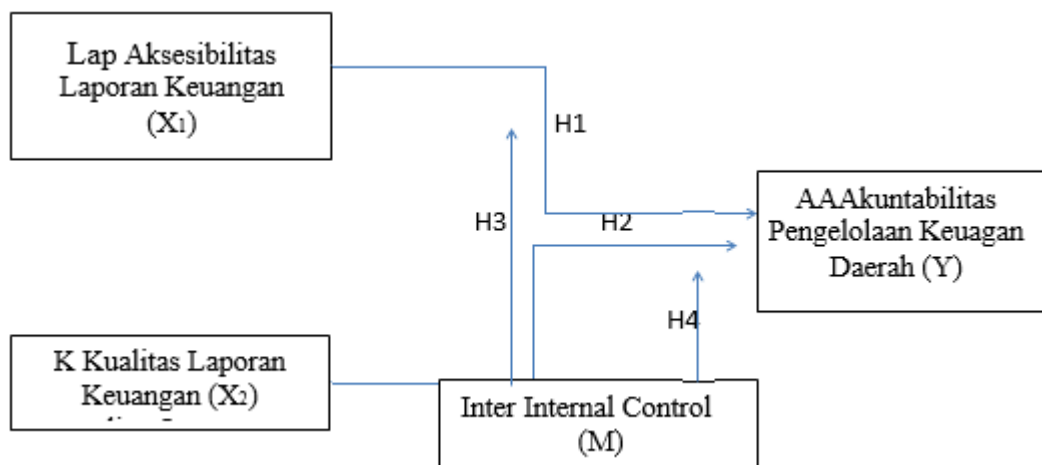 Lap Aksesibilitas
Laporan Keuangan
(X1)
H1
AAAkuntabilitas
Pengelolaan Keuagan
Daerah (Y)
H3
H2
H4
K Kualitas Laporan
Keuangan (X2)
Inter Internal Control
(M)